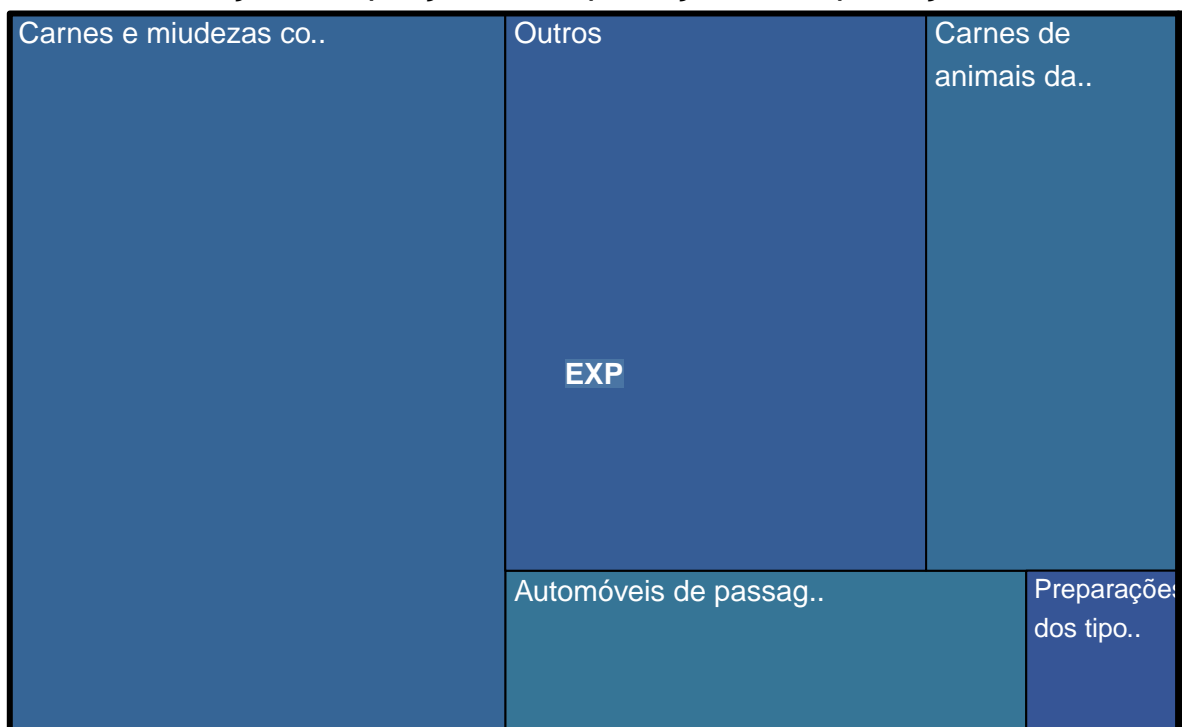 Carnes e miudezas co..
Outros
Carnes de
animais da..
EXP
Automóveis de passag..
Preparações
dos tipo..